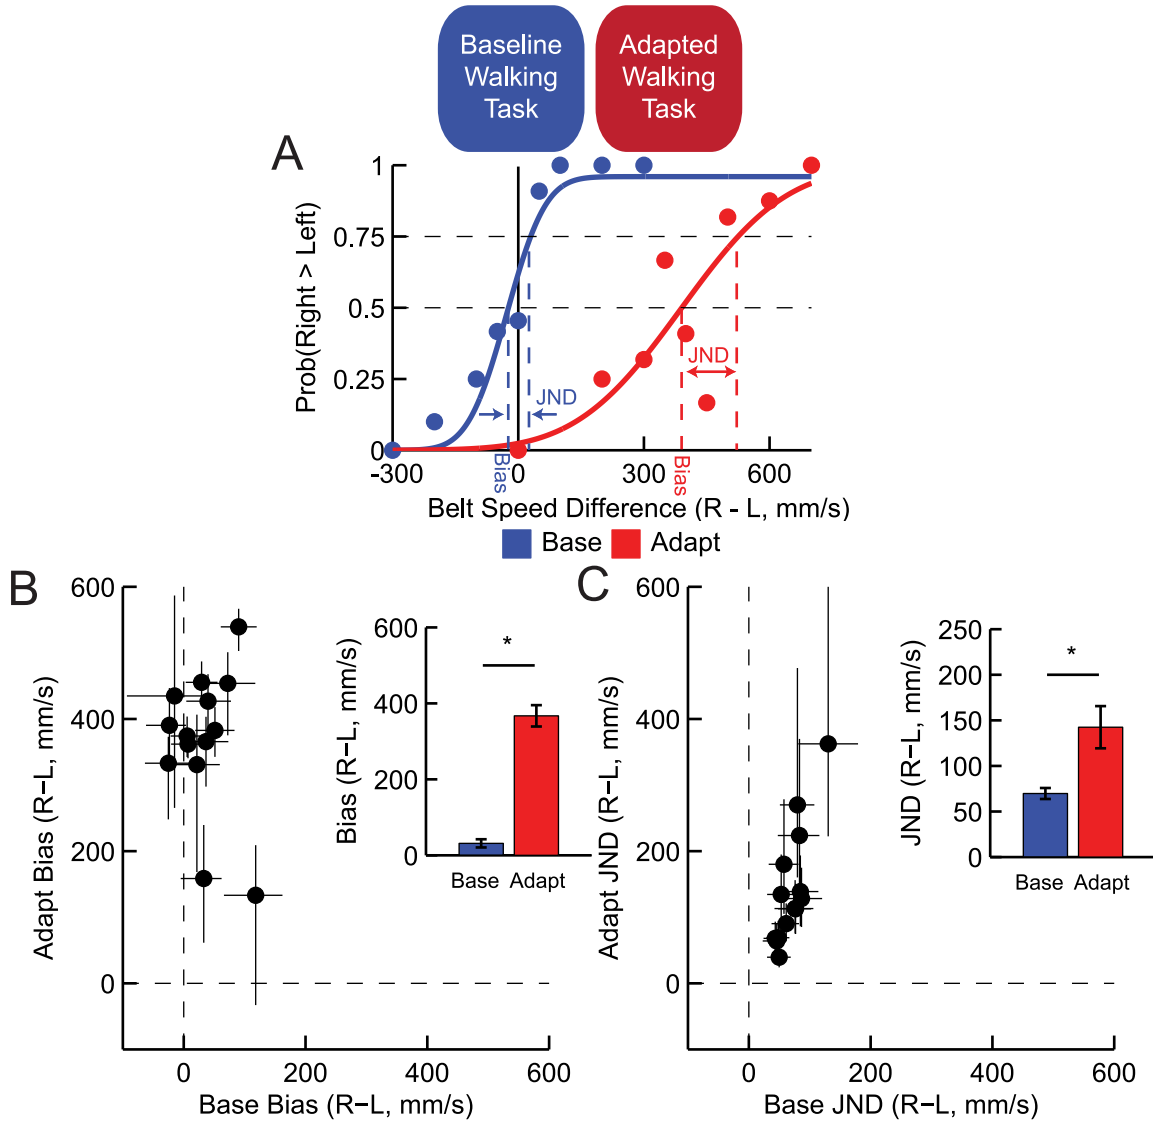 Baseline
Walking
Task
Adapted
Walking
Task
A
Prob(Right > Left)
1
0.75
0.5
0.25
0
JND
JND
Bias
Bias
-300
0
300
600
Belt Speed Difference (R - L, mm/s)
Base
Adapt
B
Adapt Bias (R−L, mm/s)
600
400
200
0
0
200
400
600
Base Bias (R−L, mm/s)
Bias (R−L, mm/s)
600
400
200
0
*
Base
Adapt
C
Adapt JND (R−L, mm/s)
600
400
200
0
0
200
400
600
Base JND (R−L, mm/s)
JND (R−L, mm/s)
250
200
150
100
50
0
*
Base
Adapt